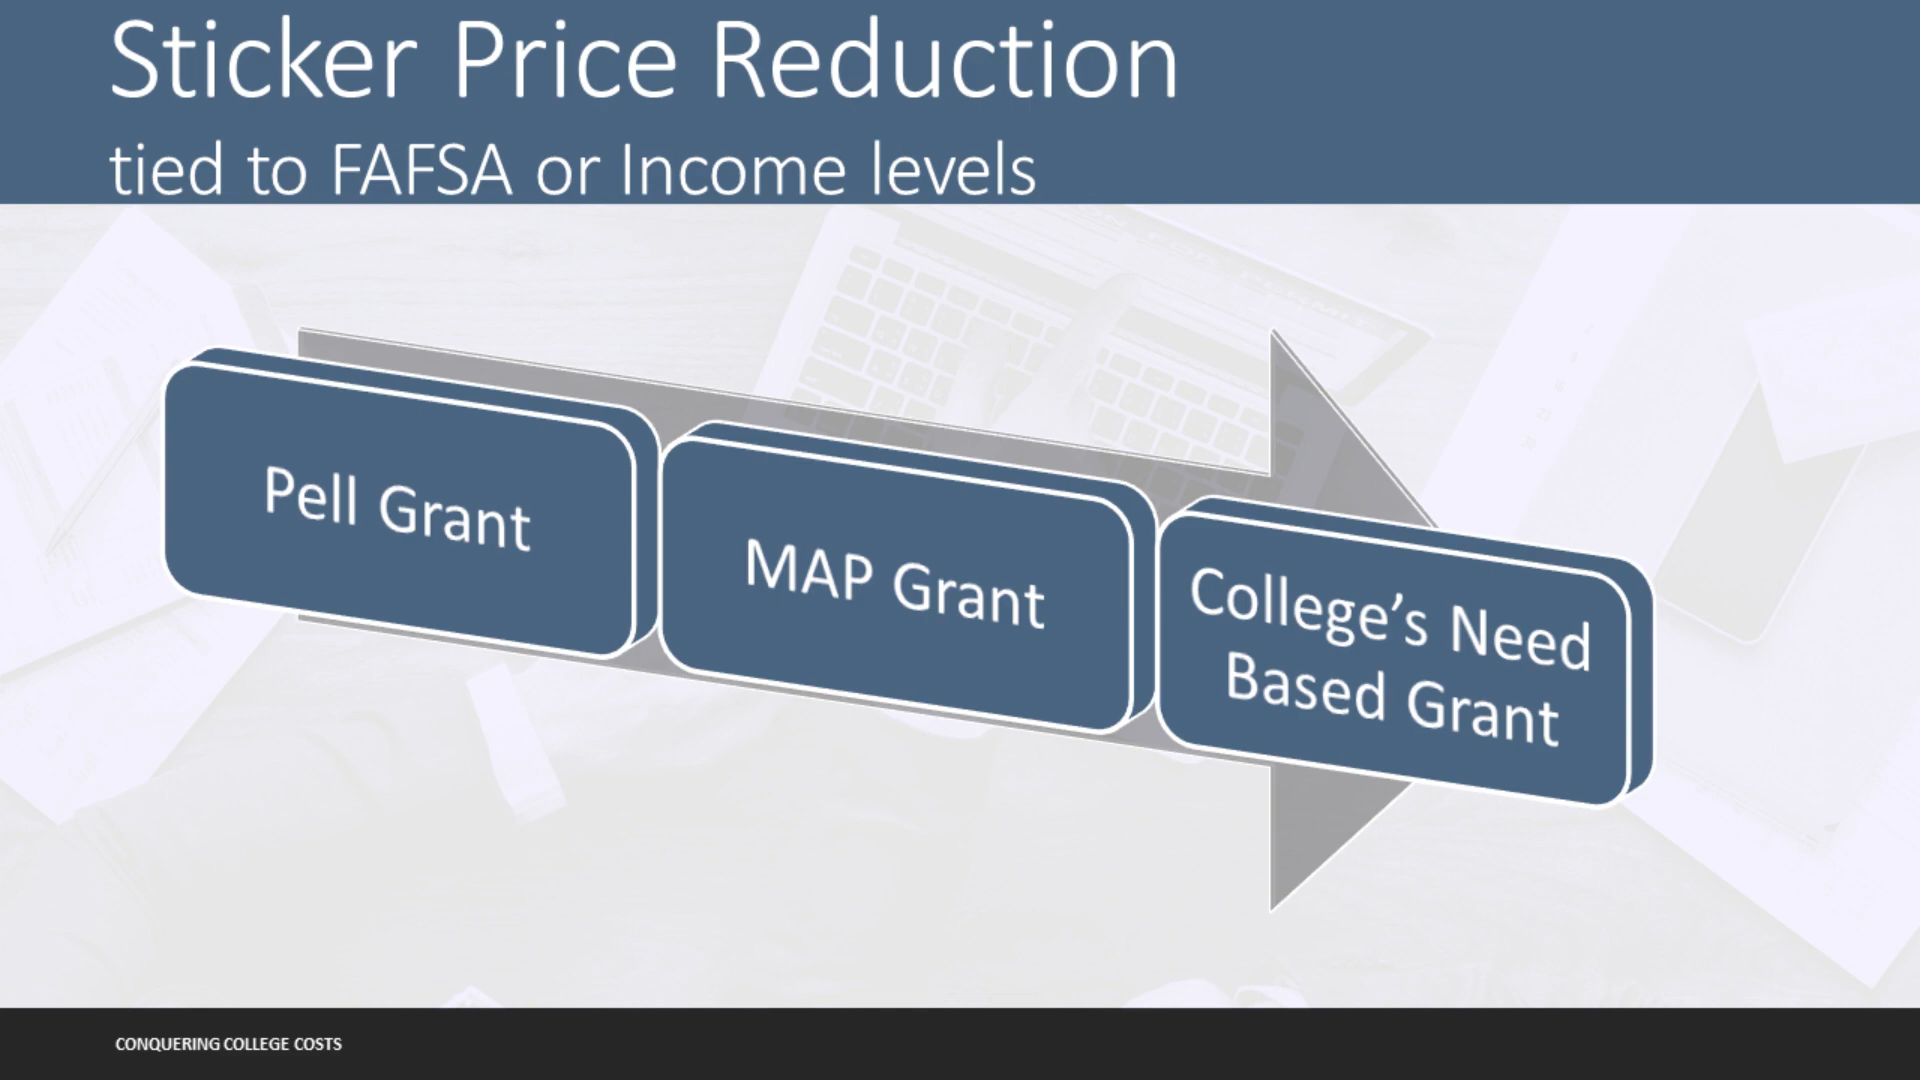 Sticker Price Reduction
tied to FAFSA or Income levels
Pell Grant
MAP Grant
College’s Need
Based Grant
CONQUERING COLLEGE COSTS